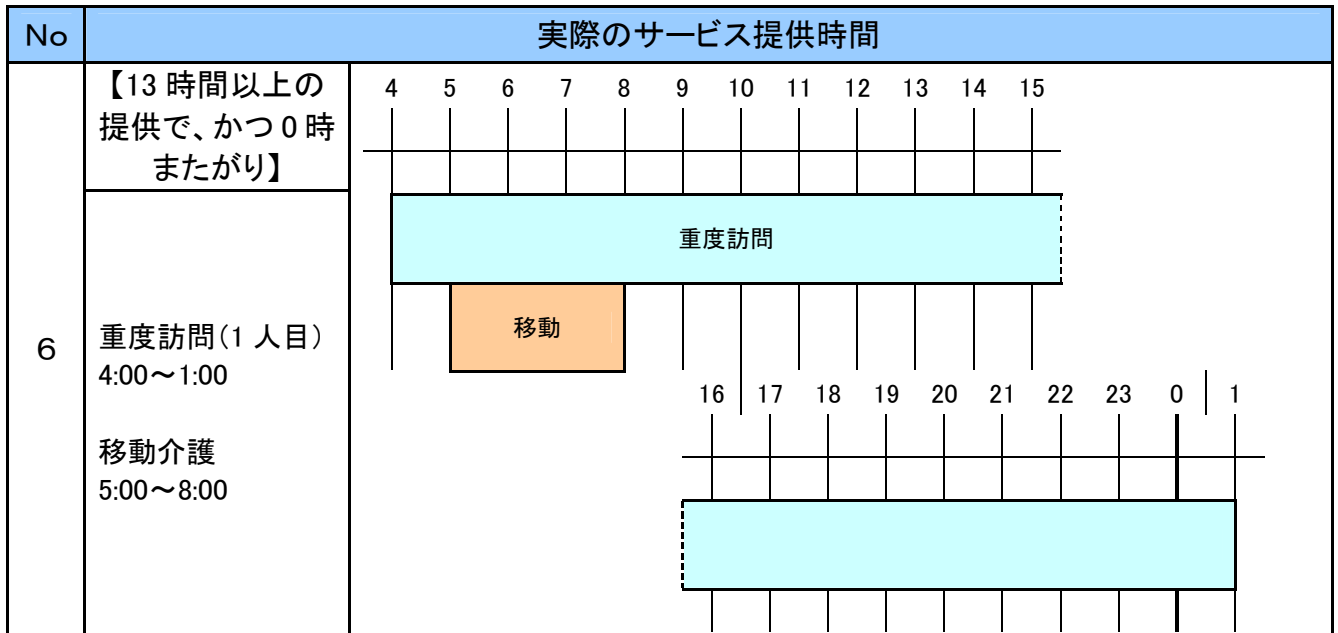 No 実際のサービス提供時間
【13 時間以上の
提供で、かつ０時
またがり】
4 5 6 7 8 9 10 11 12 13 14 15
重度訪問
移動
6
重度訪問(1 人目)
4:00～1:00
移動介護
5:00～8:00
16 17 18 19 20 21 22 23 0 1